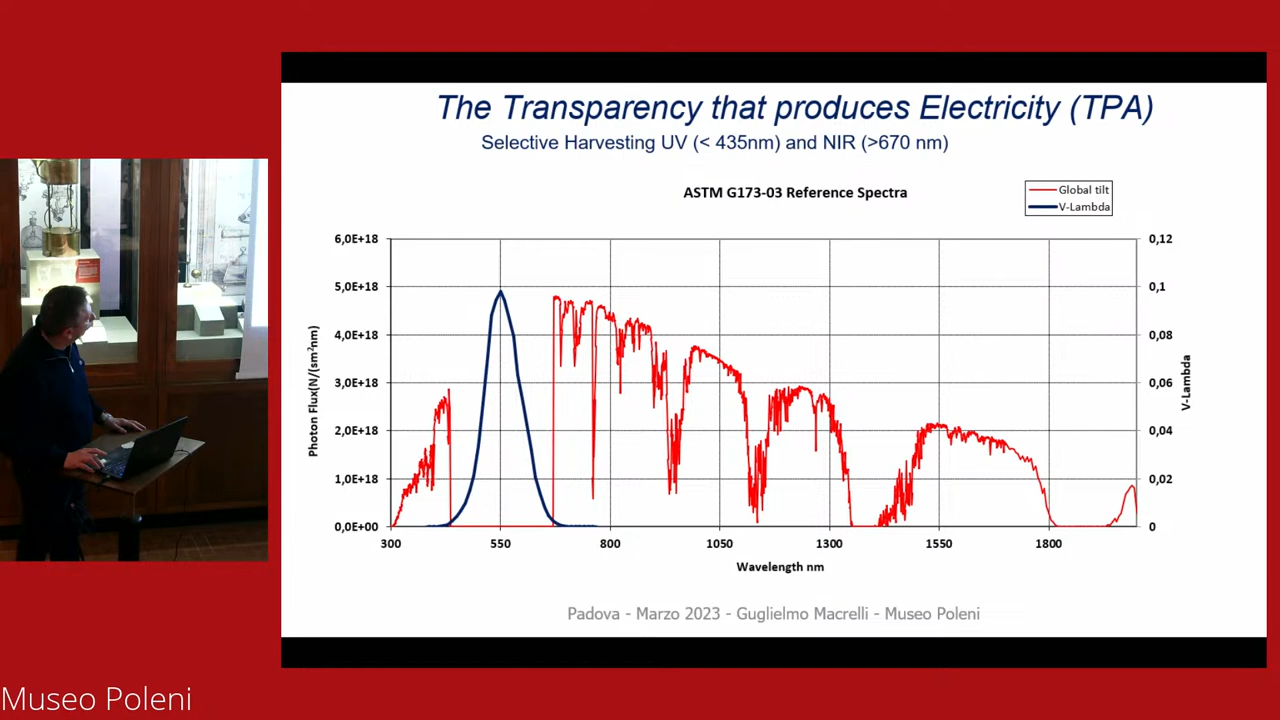 The Transparency that produces Electricity (TPA)
Selective Harvesting UV (< 435nm) and NIR (>670 nm)
ASTM G173-03 Reference Spectra
Global tilt
V-Lambda
6,0E+18
5,0E+18
4,0E+18
3,0E+18
2,0E+18
1,0E+18
0,0E+00
Photon Flux(N/(sm²nm)
0,12
0,1
0,08
0,06
0,04
0,02
0
V-Lambda
300 550 800 1050 1300 1550 1800
Wavelength nm
Padova - Marzo 2023 - Guglielmo Macrelli - Museo Poleni
Museo Poleni